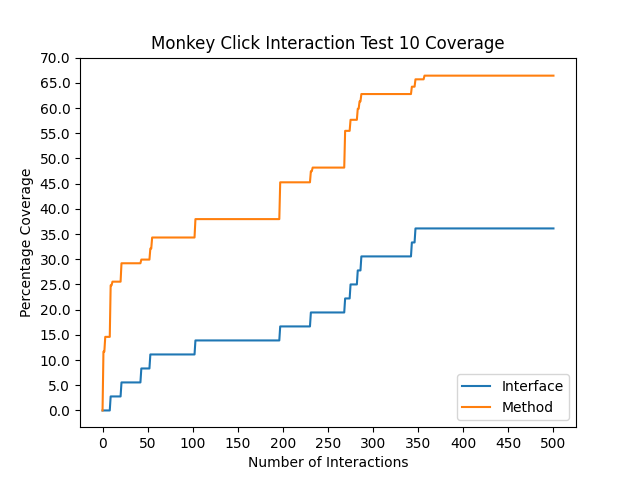 Monkey Click Interaction Test 10 Coverage
70.0
65.0
60.0
55.0
50.0
45.0
40.0
35.0
30.0
25.0
20.0
15.0
10.0
5.0
0.0
Percentage Coverage
Interface
Method
0 50 100 150 200 250 300 350 400 450 500
Number of Interactions